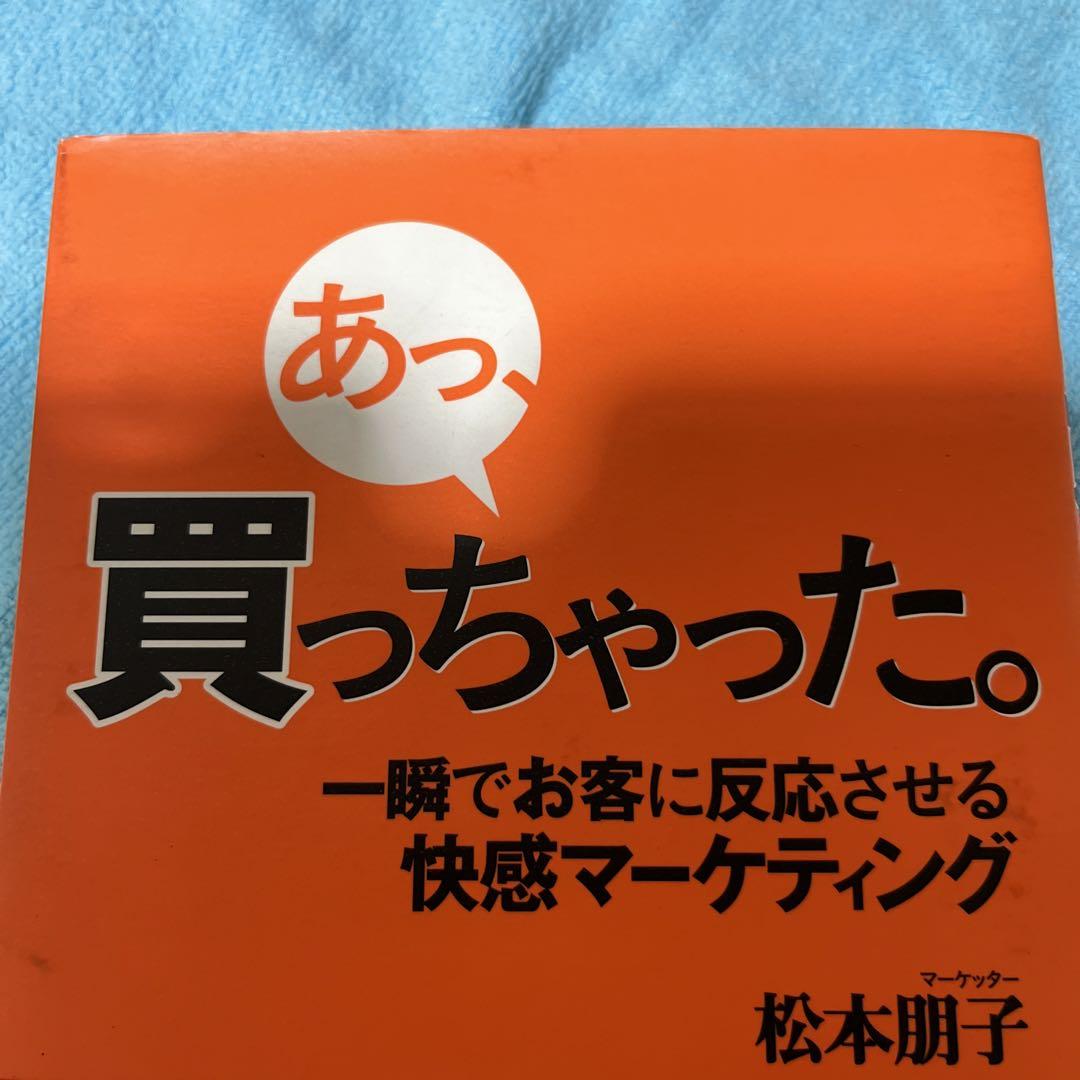 あっ、
買っちゃった。
一瞬でお客に反応させる
快感マーケティング
マーケッター
松本朋子